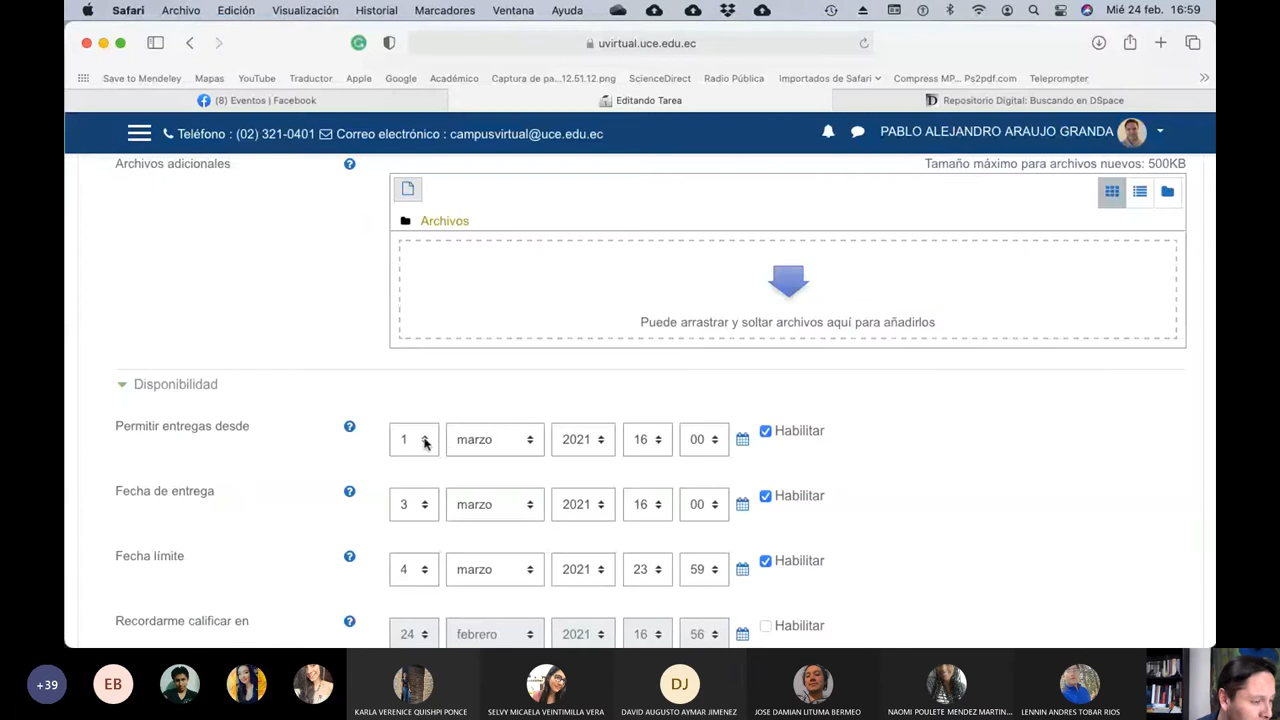 Safari Archivo Edición Visualización Historial Marcadores Ventana Ayuda Mié 24 feb. 16:59
uvirtual.uce.edu.ec
Save to Mendeley Mapas YouTube Traductor Apple Google Académico Captura de pa...12.51.12.png ScienceDirect Radio Pública Importados de Safari Compress MP... Ps2pdf.com Teleprompter
(8) Eventos | Facebook Editando Tarea Repositorio Digital: Buscando en DSpace
Teléfono : (02) 321-0401 Correo electrónico : campusvirtual@uce.edu.ec PABLO ALEJANDRO ARAUJO GRANDA
Archivos adicionales Tamaño máximo para archivos nuevos: 500KB
Archivos
Puede arrastrar y soltar archivos aquí para añadirlos
Disponibilidad
Permitir entregas desde 1 marzo 2021 16 00 Habilitar
Fecha de entrega 3 marzo 2021 16 00 Habilitar
Fecha límite 4 marzo 2021 23 59 Habilitar
Recordarme calificar en 24 febrero 2021 16 56 Habilitar
+39 EB DJ
KARLA VERENICE QUISHPI PONCE SELVY MICAELA VEINTIMILLA VERA DAVID AUGUSTO AYMAR JIMENEZ JOSE DAMIAN LITUMA BERMEO NAOMI POULETE MENDEZ MARTIN... LENNIN ANDRES TOBAR RIOS